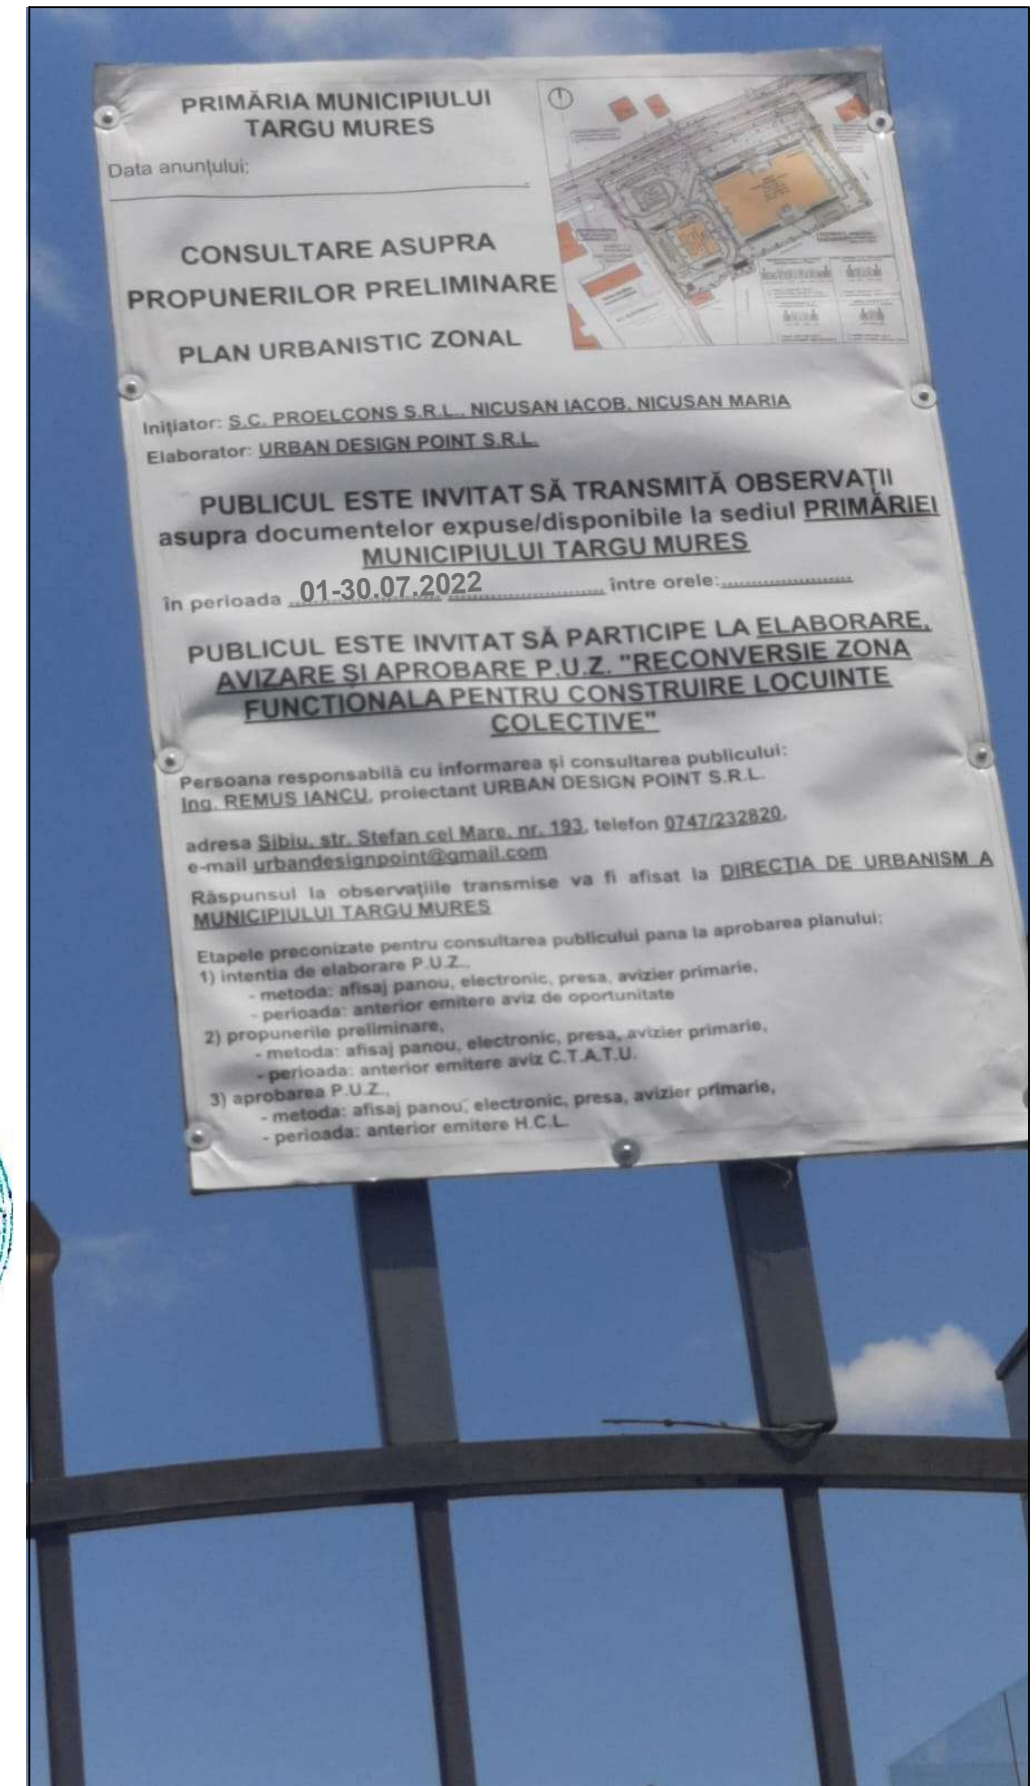 PRIMĂRIA MUNICIPIULUI
TARGU MURES
Data anunțului:
CONSULTARE ASUPRA
PROPUNERILOR PRELIMINARE
PLAN URBANISTIC ZONAL
Inițiator: S.C. PROELCONS S.R.L., NICUSAN IACOB, NICUSAN MARIA
Elaborator: URBAN DESIGN POINT S.R.L.
PUBLICUL ESTE INVITAT SĂ TRANSMITĂ OBSERVAȚII
asupra documentelor expuse/disponibile la sediul PRIMĂRIEI
MUNICIPIULUI TARGU MURES
în perioada 01-30.07.2022 între orele:
PUBLICUL ESTE INVITAT SĂ PARTICIPE LA ELABORARE,
AVIZARE ȘI APROBARE P.U.Z. "RECONVERSIE ZONA
FUNCTIONALA PENTRU CONSTRUIRE LOCUINTE
COLECTIVE"
Persoana responsabilă cu informarea și consultarea publicului:
Ing. REMUS IANCU, proiectant URBAN DESIGN POINT S.R.L.
adresa Sibiu, str. Stefan cel Mare, nr. 193, telefon 0747/232820,
e-mail urbandesignpoint@gmail.com
Răspunsul la observațiile transmise va fi afisat la DIRECȚIA DE URBANISM A
MUNICIPIULUI TARGU MURES
Etapele preconizate pentru consultarea publicului pana la aprobarea planului:
1) intentia de elaborare P.U.Z.,
- metoda: afisaj panou, electronic, presa, avizier primarie,
- perioada: anterior emitere aviz de oportunitate
2) propunerile preliminare,
- metoda: afisaj panou, electronic, presa, avizier primarie,
- perioada: anterior emitere aviz C.T.A.T.U.
3) aprobarea P.U.Z.,
- metoda: afisaj panou, electronic, presa, avizier primarie,
- perioada: anterior emitere H.C.L.